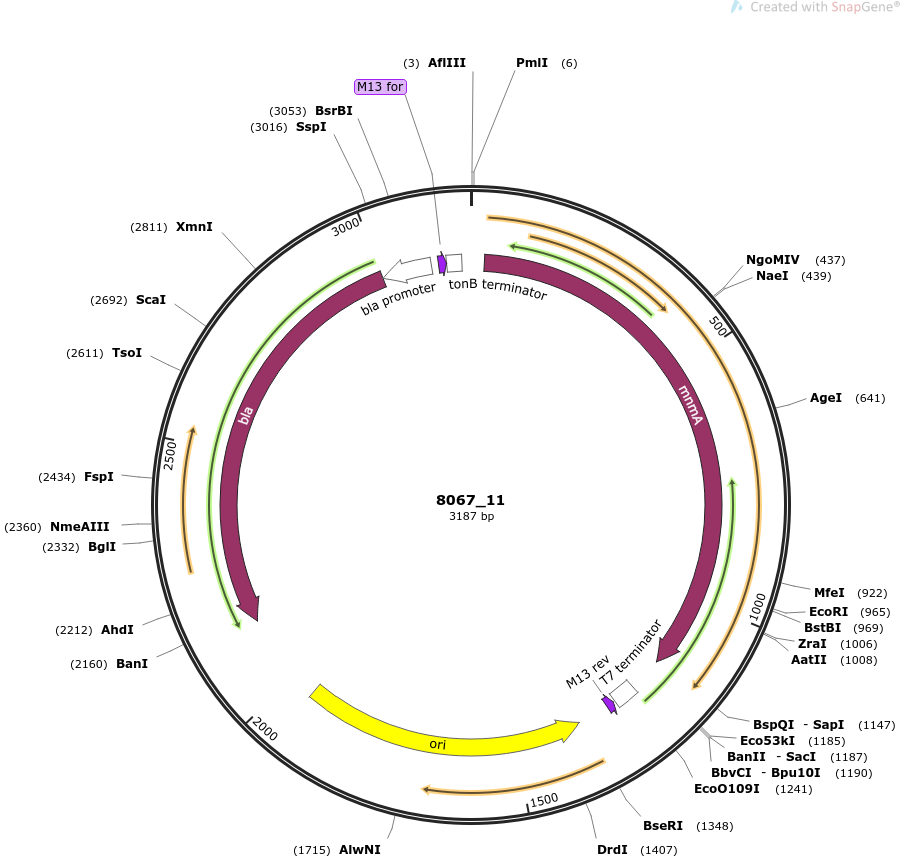 Created with SnapGene®
(3) AflIII
PmlI (6)
M13 for
(3053) BsrBI
(3016) SspI
3000
(2811) XmnI
NgoMIV (437)
bla promoter
tonB terminator
NaeI (439)
(2692) ScaI
500
(2611) TsoI
mnmA
AgeI (641)
bla
2500
(2434) FspI
8067_11
3187 bp
(2360) NmeAIII
(2332) BglI
MfeI (922)
1000
EcoRI (965)
BstBI (969)
(2212) AhdI
ZraI (1006)
AatII (1008)
(2160) BanI
M13 rev
T7 terminator
2000
BspQI - SapI (1147)
ori
Eco53kI (1185)
BanII - SacI (1187)
BbvCI - Bpu10I (1190)
EcoO109I (1241)
1500
BseRI (1348)
(1715) AlwNI
DrdI (1407)